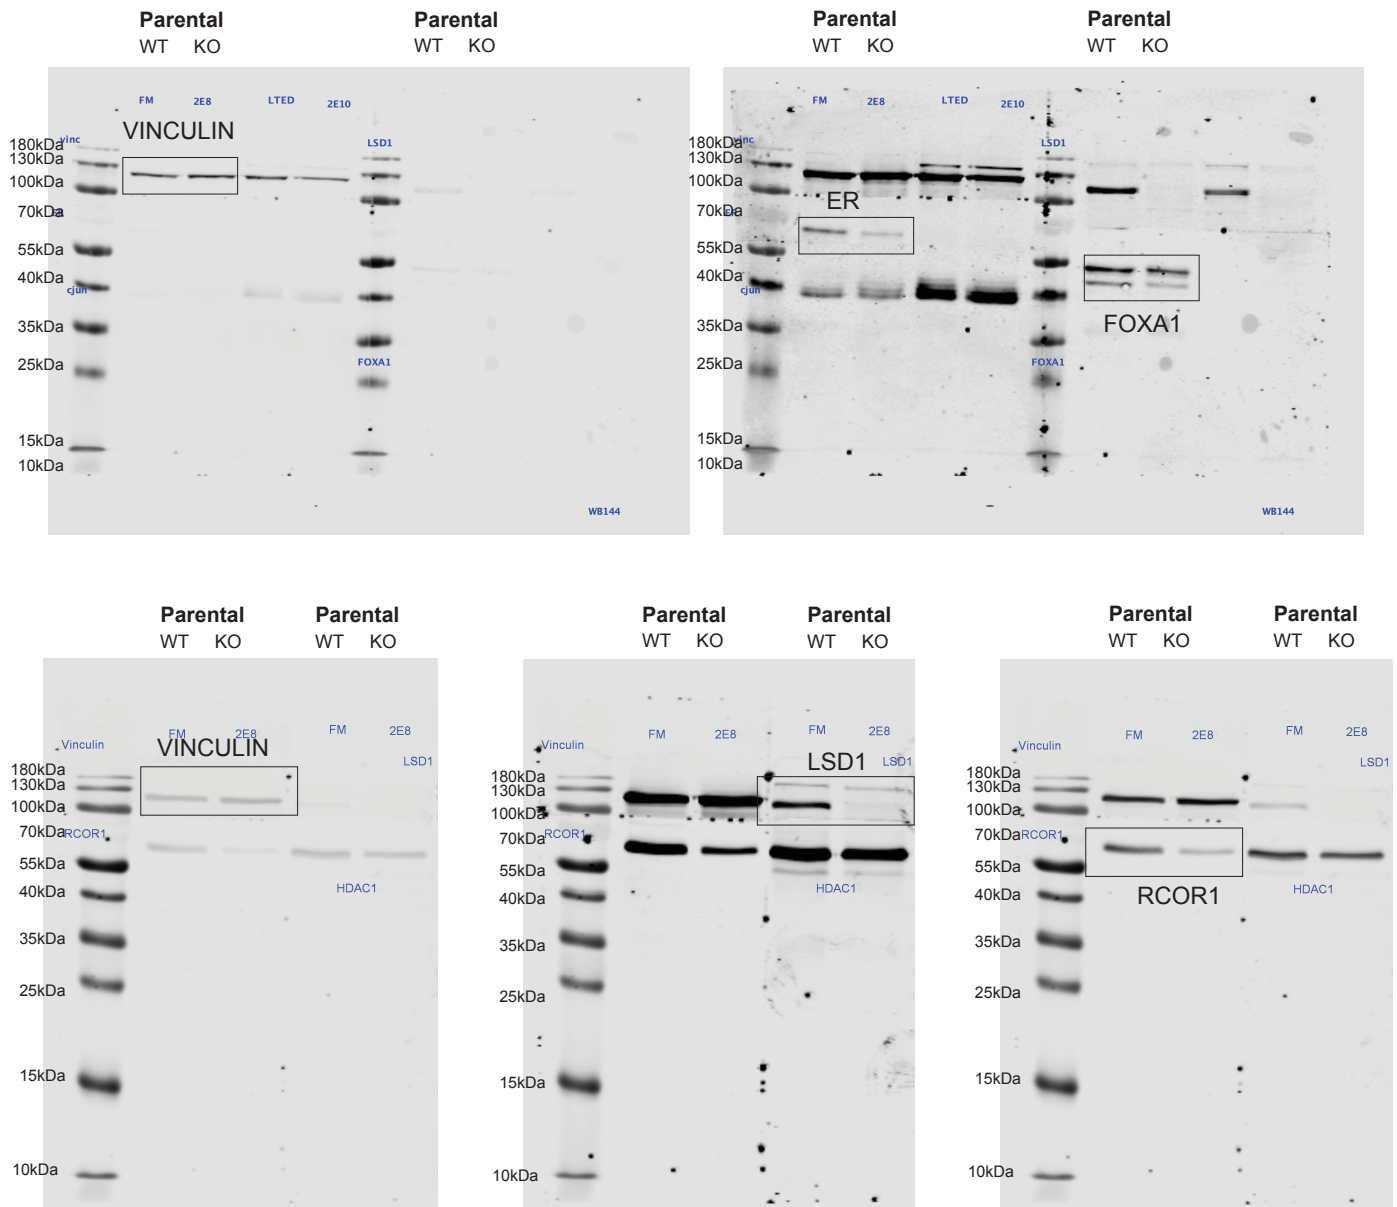 Parental
WT KO
Parental
WT KO
Parental
WT KO
Parental
WT KO
FM 2E8 LTED 2E10
VINCULIN
vinc
LSD1
180kDa
130kDa
100kDa
70kDa
55kDa
40kDa
cjun
35kDa
25kDa
FOXA1
15kDa
10kDa
WB144
FM 2E8 LTED 2E10
LSD1
180kDa
130kDa
100kDa
70kDa
ER
55kDa
40kDa
cjun
35kDa
FOXA1
25kDa
FOXA1
15kDa
10kDa
WB144
Parental Parental
WT KO WT KO
FM 2E8 FM 2E8
VINCULIN
Vinculin
LSD1
180kDa
130kDa
100kDa
70kDa
RCOR1
55kDa
HDAC1
40kDa
35kDa
25kDa
15kDa
10kDa
Parental Parental
WT KO WT KO
FM 2E8 FM 2E8
Vinculin
LSD1
LSD1
180kDa
130kDa
100kDa
70kDa
RCOR1
55kDa
HDAC1
40kDa
35kDa
25kDa
15kDa
10kDa
Parental Parental
WT KO WT KO
FM 2E8 FM 2E8
Vinculin
LSD1
180kDa
130kDa
100kDa
70kDa
RCOR1
55kDa
HDAC1
RCOR1
40kDa
35kDa
25kDa
15kDa
10kDa